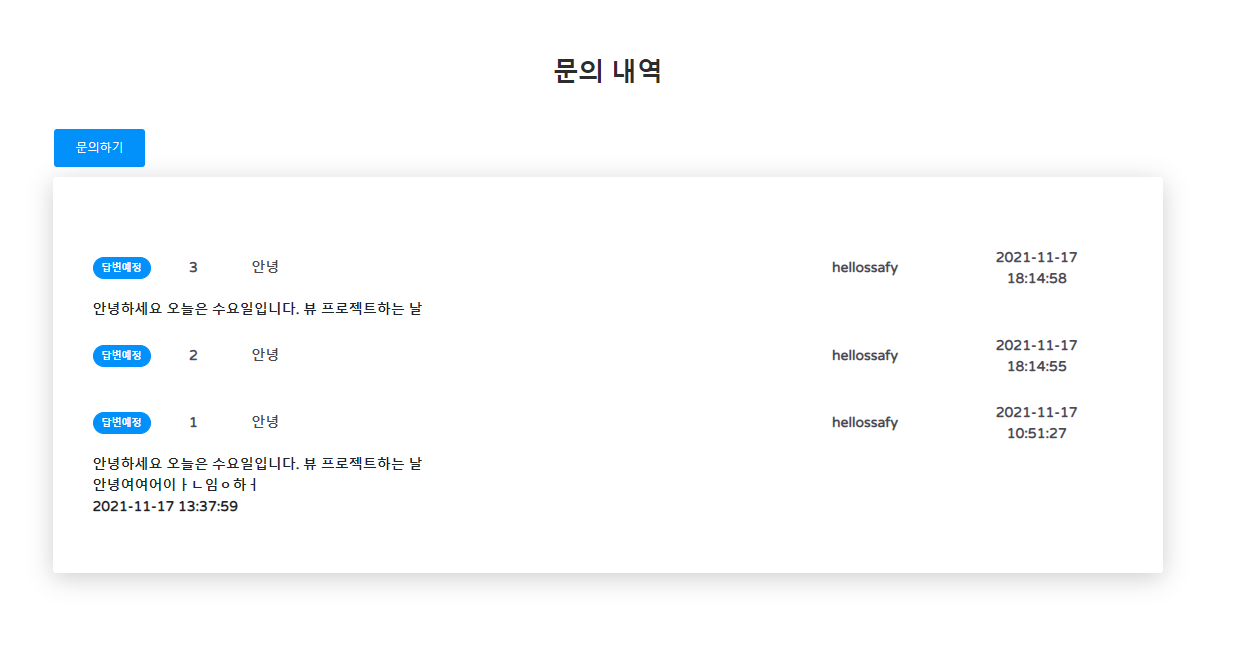 문의 내역
문의하기
답변예정 3 안녕 hellossafy 2021-11-17
18:14:58
안녕하세요 오늘은 수요일입니다. 뷰 프로젝트하는 날
답변예정 2 안녕 hellossafy 2021-11-17
18:14:55
답변예정 1 안녕 hellossafy 2021-11-17
10:51:27
안녕하세요 오늘은 수요일입니다. 뷰 프로젝트하는 날
안녕여여어이ㅏㄴ임ㅇ하ㅓ
2021-11-17 13:37:59